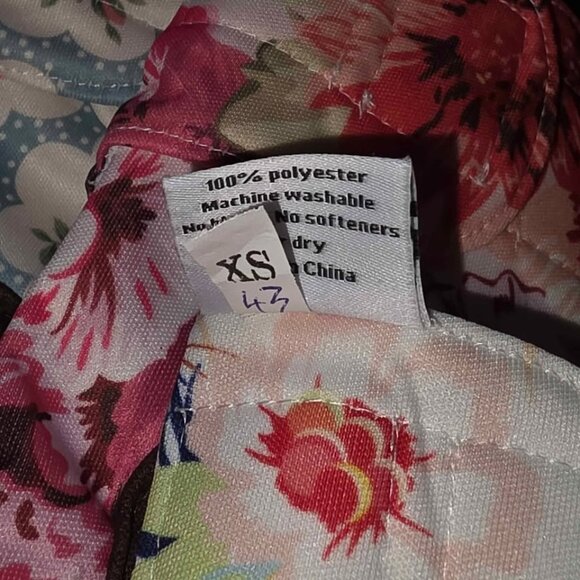 100% polyester
Machine washable
No softeners
dry
China
XS
43